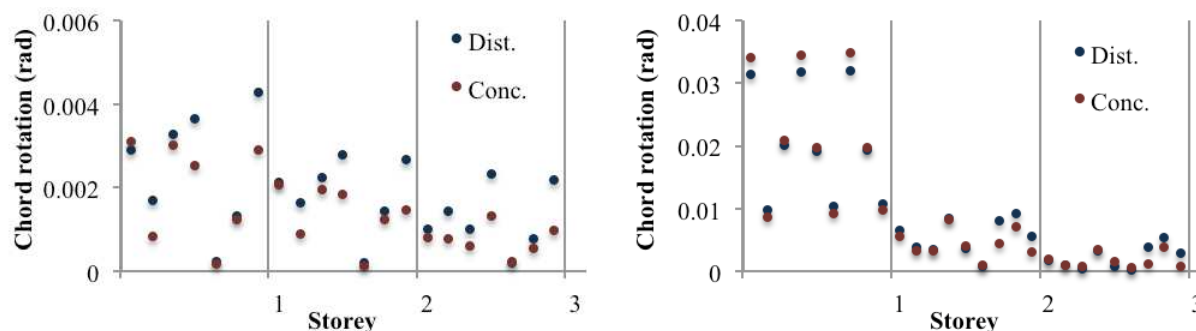 0.006
0.004
0.002
0
Chord rotation (rad)
Dist.
Conc.
1
2
3
Storey
0.04
0.03
0.02
0.01
0
Chord rotation (rad)
Dist.
Conc.
1
2
3
Storey